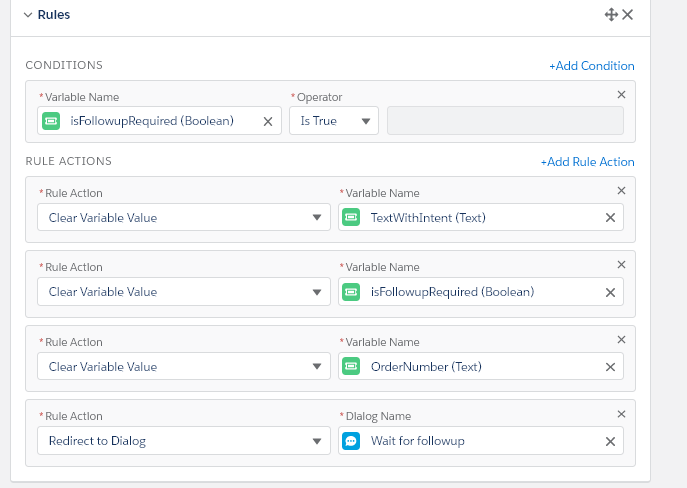 Rules
CONDITIONS
+Add Condition
*Variable Name *Operator
isFollowupRequired (Boolean) Is True
RULE ACTIONS
+Add Rule Action
*Rule Action *Variable Name
Clear Variable Value TextWithIntent (Text)
*Rule Action *Variable Name
Clear Variable Value isFollowupRequired (Boolean)
*Rule Action *Variable Name
Clear Variable Value OrderNumber (Text)
*Rule Action *Dialog Name
Redirect to Dialog Wait for followup